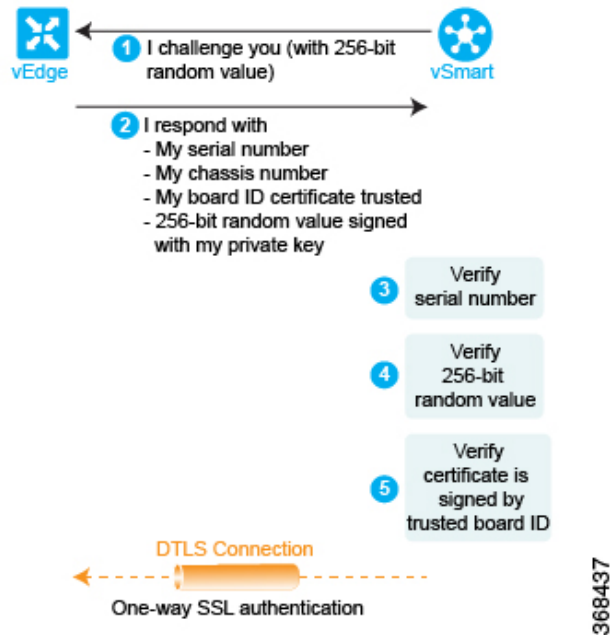 vEdge
vSmart
1 I challenge you (with 256-bit
random value)
2 I respond with
- My serial number
- My chassis number
- My board ID certificate trusted
- 256-bit random value signed
with my private key
3 Verify
serial number
4 Verify
256-bit
random value
5 Verify
certificate is
signed by
trusted board ID
DTLS Connection
One-way SSL authentication
368437